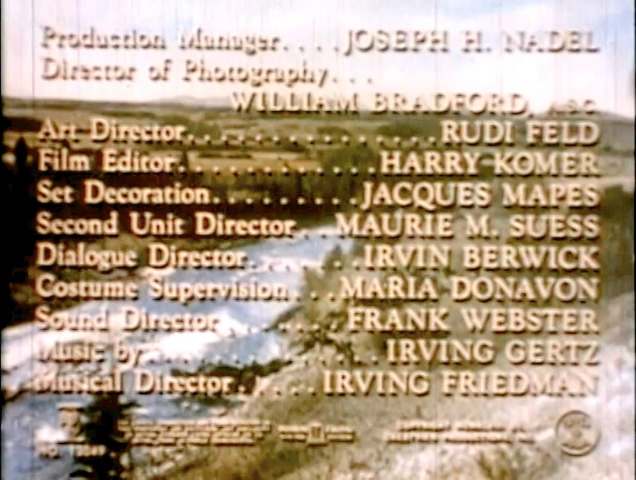 Production Manager....JOSEPH H. NADEL
Director of Photography...
WILLIAM BRADFORD, A.S.C
Art Director................RUDI FELD
Film Editor.............HARRY KOMER
Set Decoration.........JACQUES MAPES
Second Unit Director..MAURIE M. SUESS
Dialogue Director........IRVIN BERWICK
Costume Supervision...MARIA DONAVON
Sound Director........FRANK WEBSTER
Music by................IRVING GERTZ
Musical Director......IRVING FRIEDMAN
NO.